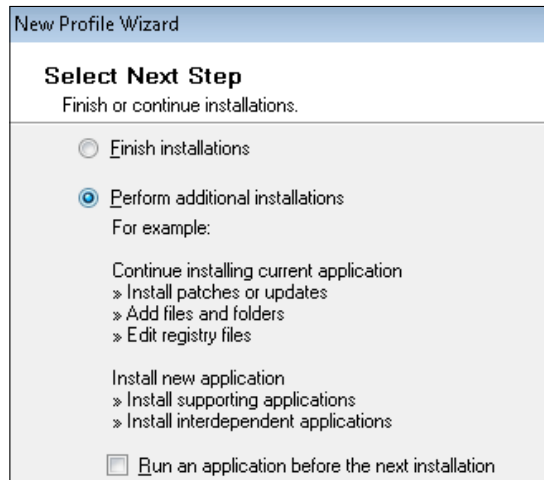 New Profile Wizard
Select Next Step
Finish or continue installations.
Finish installations
Perform additional installations
For example:
Continue installing current application
» Install patches or updates
» Add files and folders
» Edit registry files
Install new application
» Install supporting applications
» Install interdependent applications
Run an application before the next installation